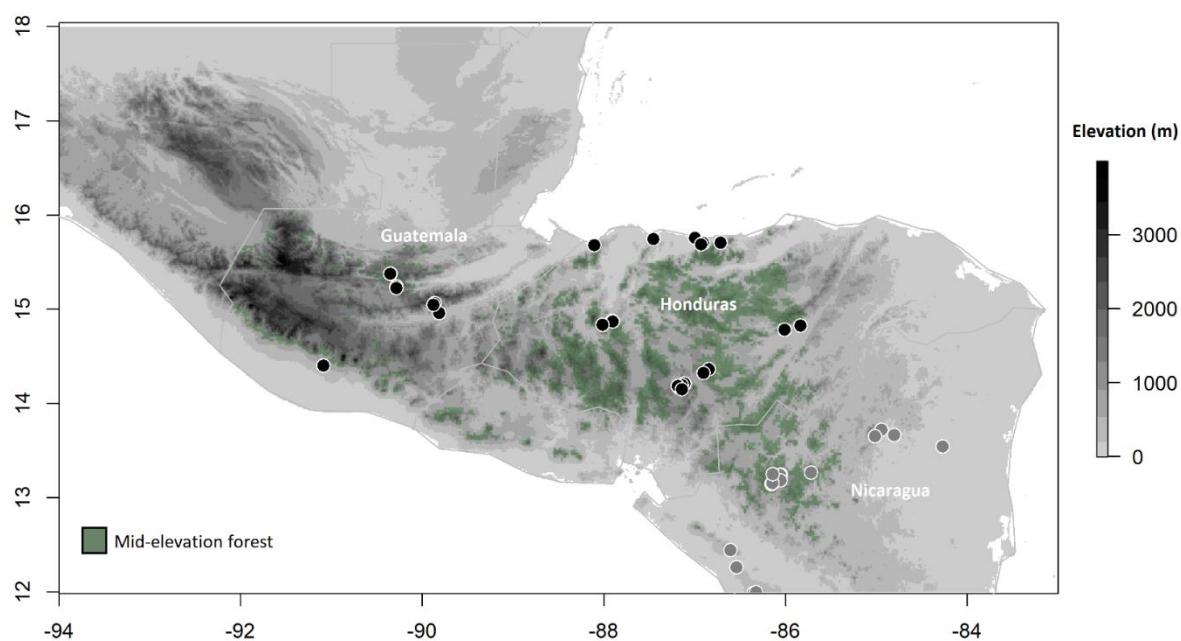 18
17
16
15
14
13
12
Elevation (m)
3000
2000
1000
0
Guatemala
Honduras
Nicaragua
Mid-elevation forest
-94 -92 -90 -88 -86 -84